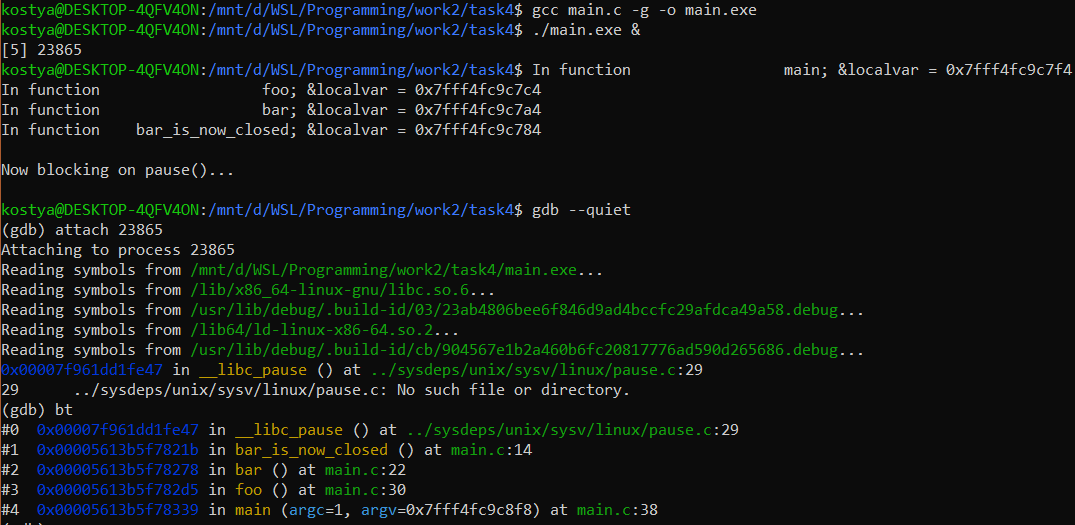 kostya@DESKTOP-4QFV4ON:/mnt/d/WSL/Programming/work2/task4$ gcc main.c -g -o main.exe
kostya@DESKTOP-4QFV4ON:/mnt/d/WSL/Programming/work2/task4$ ./main.exe &
[5] 23865
kostya@DESKTOP-4QFV4ON:/mnt/d/WSL/Programming/work2/task4$ In function                 main; &localvar = 0x7fff4fc9c7f4
In function                  foo; &localvar = 0x7fff4fc9c7c4
In function                  bar; &localvar = 0x7fff4fc9c7a4
In function    bar_is_now_closed; &localvar = 0x7fff4fc9c784
Now blocking on pause()...
kostya@DESKTOP-4QFV4ON:/mnt/d/WSL/Programming/work2/task4$ gdb --quiet
(gdb) attach 23865
Attaching to process 23865
Reading symbols from /mnt/d/WSL/Programming/work2/task4/main.exe...
Reading symbols from /lib/x86_64-linux-gnu/libc.so.6...
Reading symbols from /usr/lib/debug/.build-id/03/23ab4806bee6f846d9ad4bccfc29afdca49a58.debug...
Reading symbols from /lib64/ld-linux-x86-64.so.2...
Reading symbols from /usr/lib/debug/.build-id/cb/904567e1b2a460b6fc20817776ad590d265686.debug...
0x00007f961dd1fe47 in __libc_pause () at ../sysdeps/unix/sysv/linux/pause.c:29
29      ../sysdeps/unix/sysv/linux/pause.c: No such file or directory.
(gdb) bt
#0  0x00007f961dd1fe47 in __libc_pause () at ../sysdeps/unix/sysv/linux/pause.c:29
#1  0x00005613b5f7821b in bar_is_now_closed () at main.c:14
#2  0x00005613b5f78278 in bar () at main.c:22
#3  0x00005613b5f782d5 in foo () at main.c:30
#4  0x00005613b5f78339 in main (argc=1, argv=0x7fff4fc9c8f8) at main.c:38